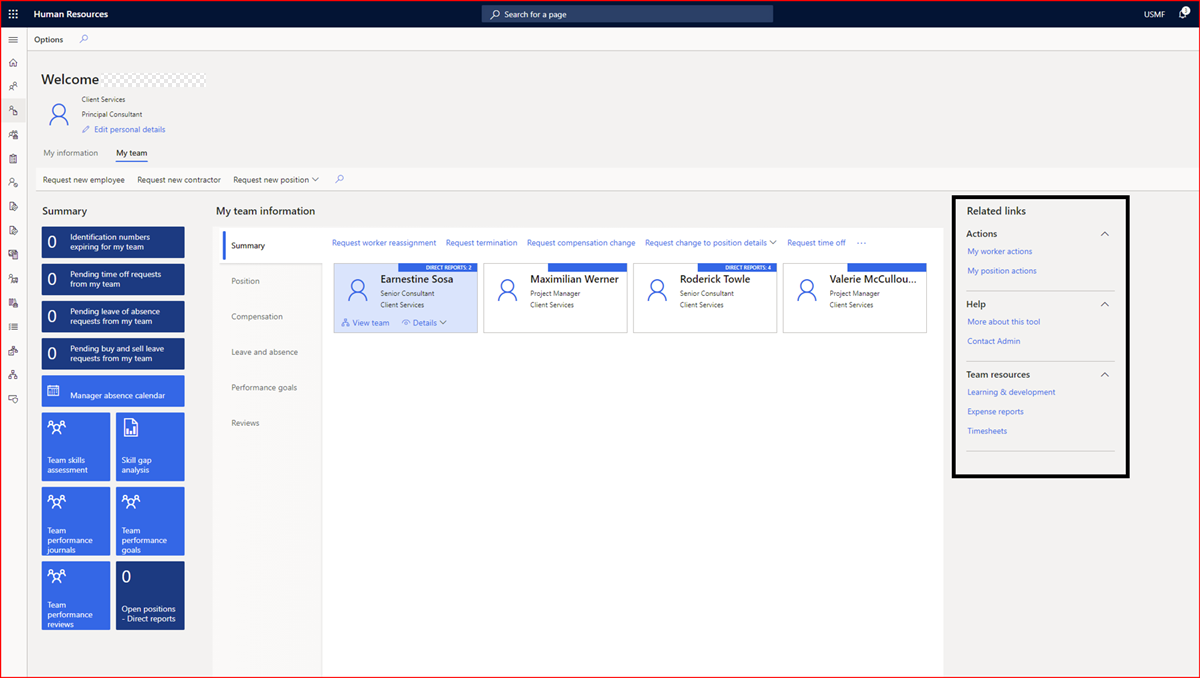 Human Resources
Search for a page
USMF
1
Options
Welcome
Client Services
Principal Consultant
Edit personal details
My information
My team
Request new employee
Request new contractor
Request new position
Summary
0
Identification numbers
expiring for my team
0
Pending time off requests
from my team
0
Pending leave of absence
requests from my team
0
Pending buy and sell leave
requests from my team
Manager absence calendar
Team skills
assessment
Skill gap
analysis
Team
performance
journals
Team
performance
goals
Team
performance
reviews
0
Open positions
- Direct reports
My team information
Summary
Position
Compensation
Leave and absence
Performance goals
Reviews
Request worker reassignment
Request termination
Request compensation change
Request change to position details
Request time off
...
DIRECT REPORTS: 2
Earnestine Sosa
Senior Consultant
Client Services
View team
Details
Maximilian Werner
Project Manager
Client Services
DIRECT REPORTS: 4
Roderick Towle
Senior Consultant
Client Services
Valerie McCullou...
Project Manager
Client Services
Related links
Actions
My worker actions
My position actions
Help
More about this tool
Contact Admin
Team resources
Learning & development
Expense reports
Timesheets